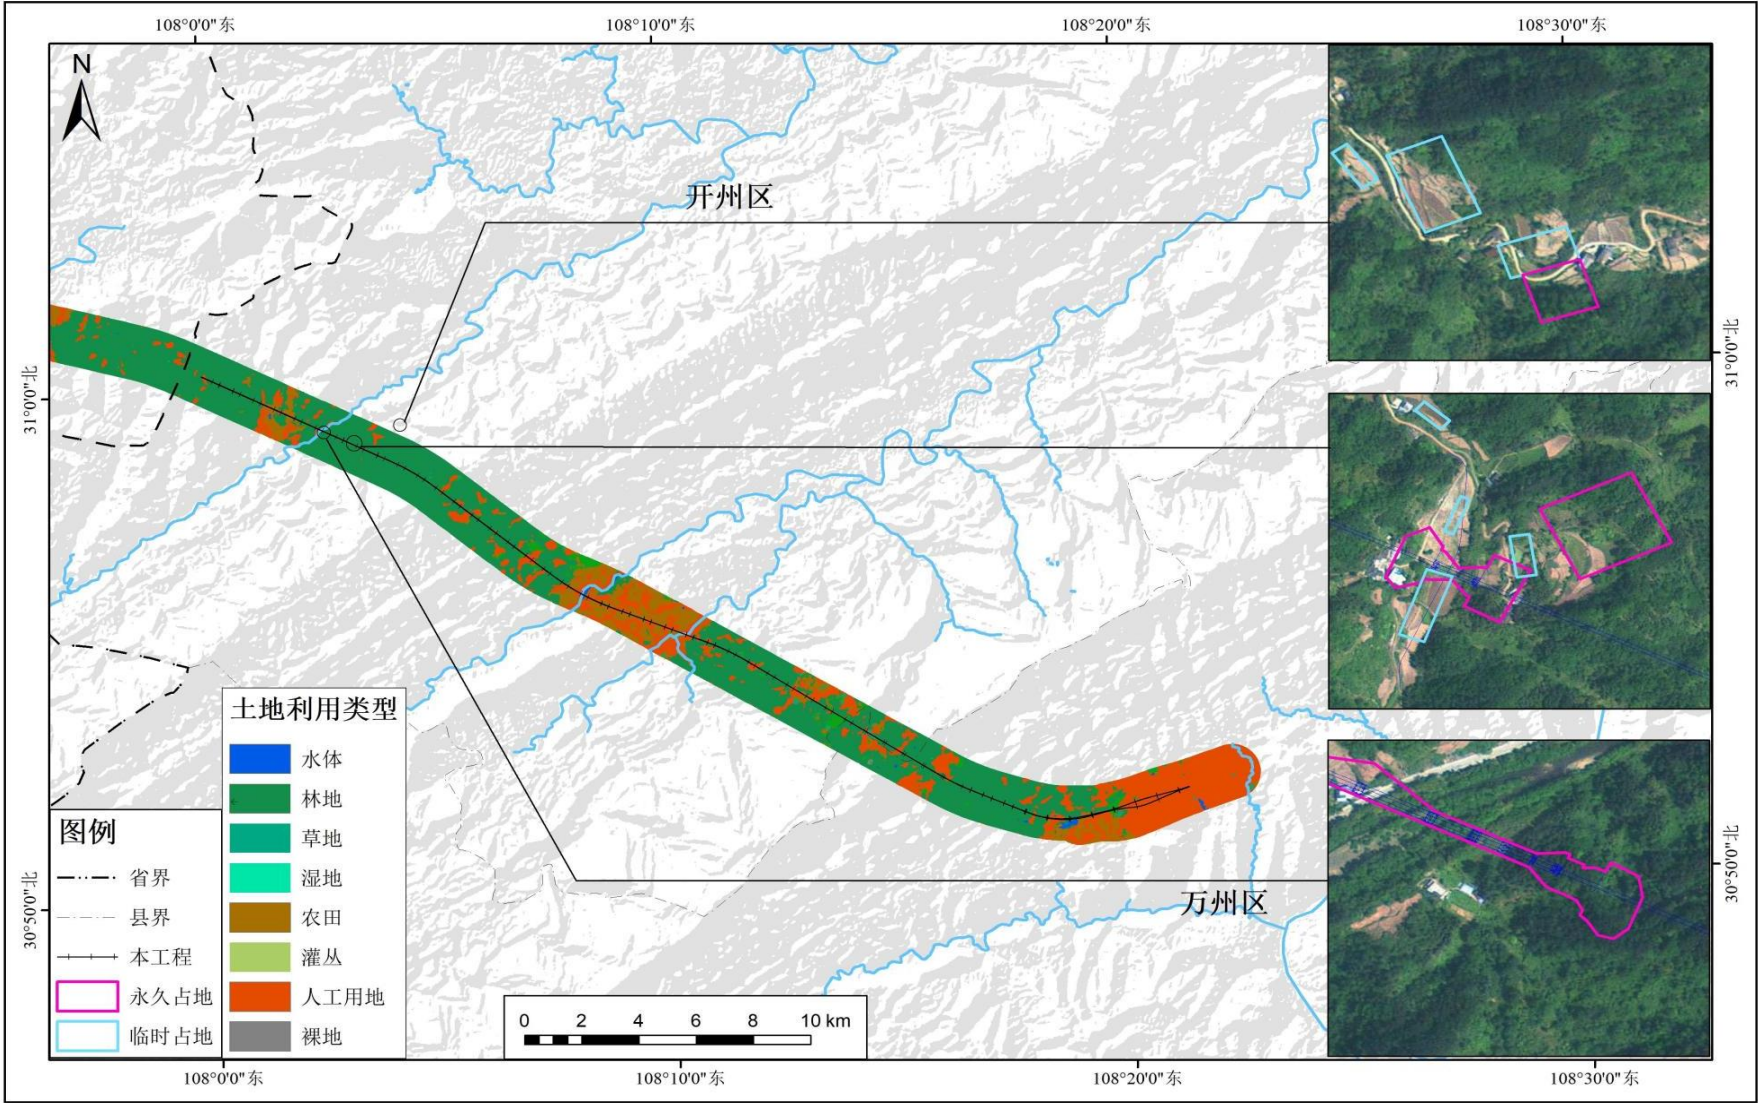 108°0'0"东
108°10'0"东
108°20'0"东
108°30'0"东
N
开州区
31°0'0"北
31°0'0"北
土地利用类型
水体
林地
草地
湿地
农田
灌丛
人工用地
裸地
图例
省界
县界
本工程
永久占地
临时占地
30°50'0"北
30°50'0"北
万州区
0 2 4 6 8 10 km
108°0'0"东
108°10'0"东
108°20'0"东
108°30'0"东